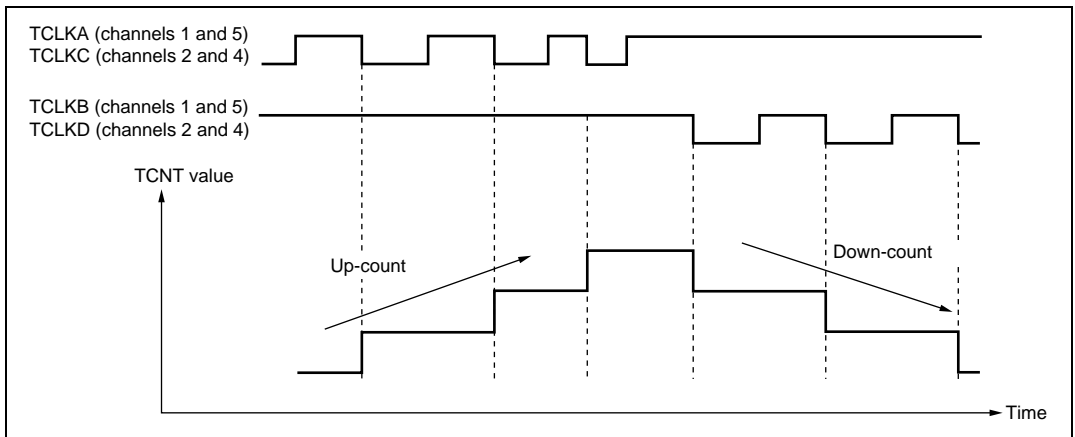 TCLKA (channels 1 and 5)
TCLKC (channels 2 and 4)
TCLKB (channels 1 and 5)
TCLKD (channels 2 and 4)
TCNT value
Up-count
Down-count
Time